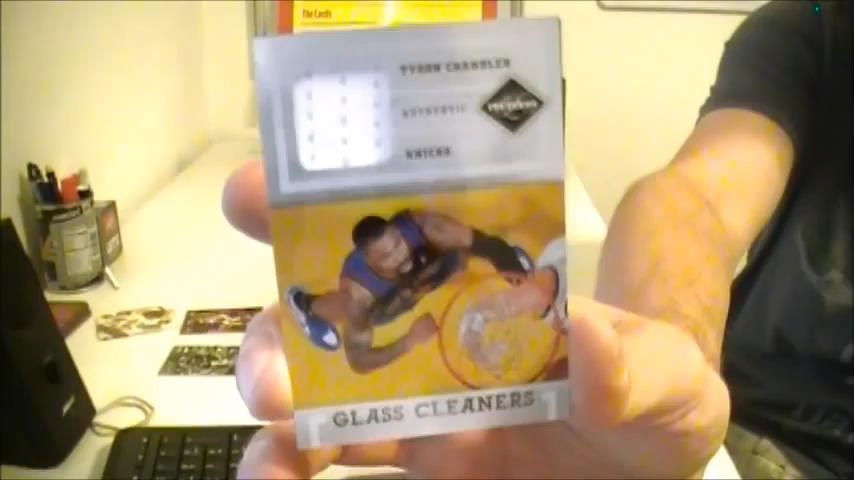 The Cards
TYSON CHANDLER
AUTHENTIC
KNICKS
GLASS CLEANERS